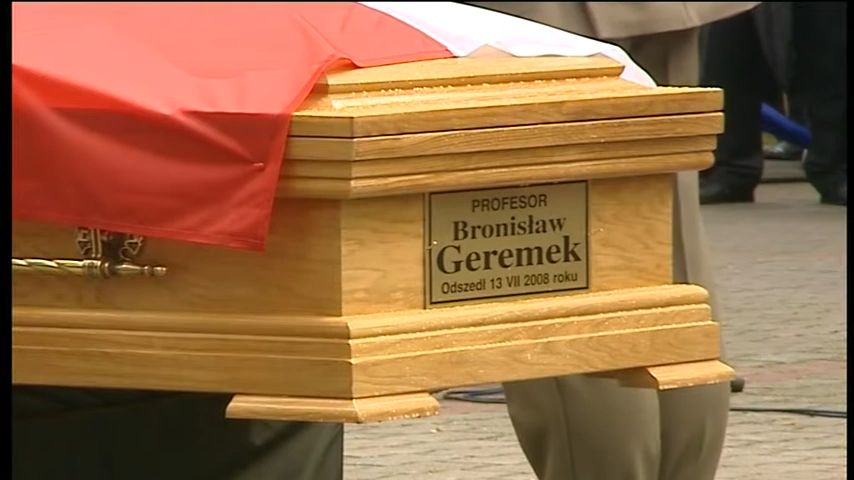 PROFESOR
Bronisław
Geremek
Odszedł 13 VII 2008 roku